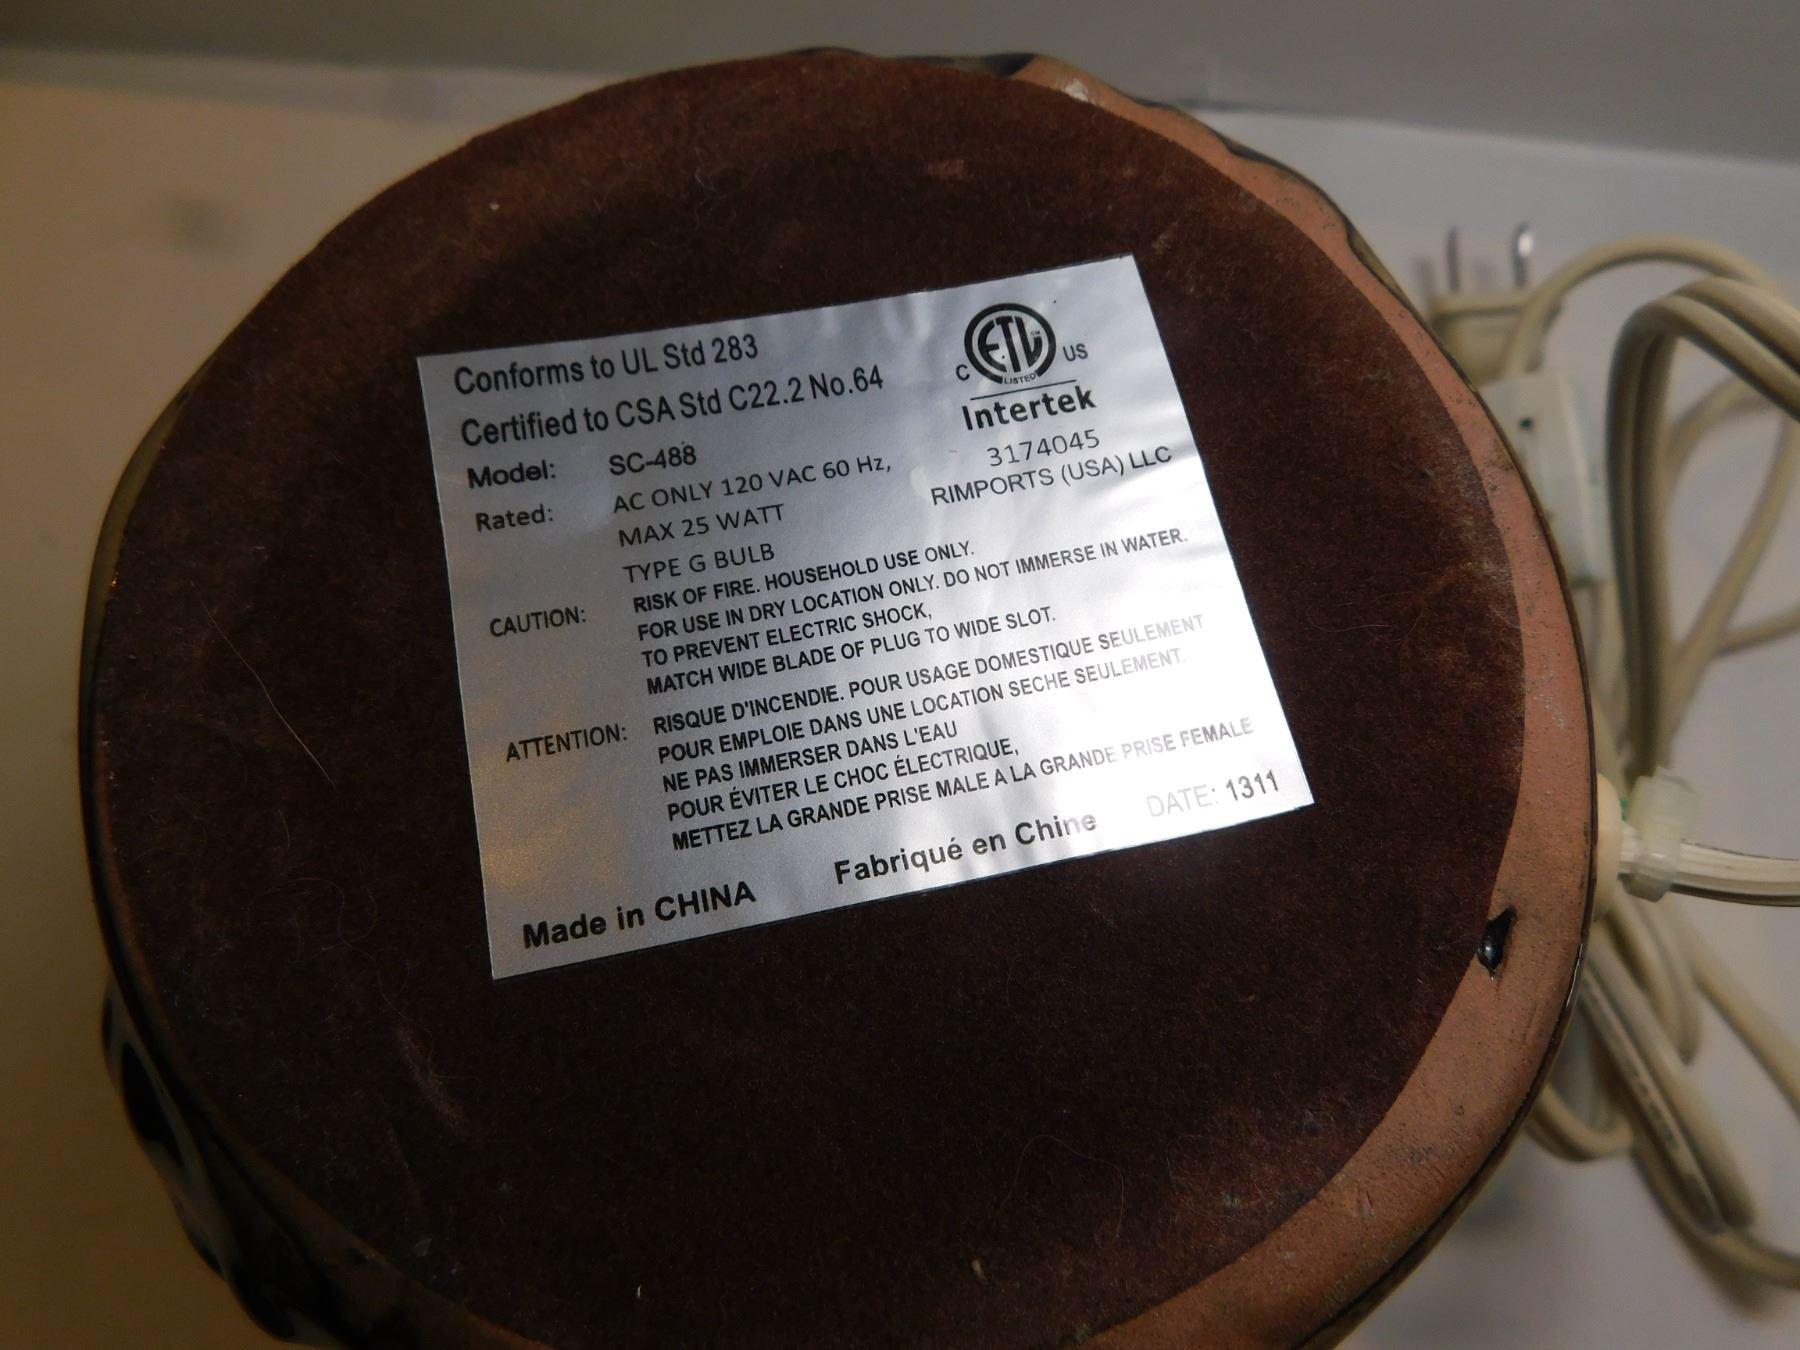 Conforms to UL Std 283
Certified to CSA Std C22.2 No.64
ETL CM
LISTED
C US
Intertek
3174045
RIMPORTS (USA) LLC
Model: SC-488
Rated: AC ONLY 120 VAC 60 Hz,
MAX 25 WATT
TYPE G BULB
CAUTION: RISK OF FIRE. HOUSEHOLD USE ONLY.
FOR USE IN DRY LOCATION ONLY. DO NOT IMMERSE IN WATER.
TO PREVENT ELECTRIC SHOCK,
MATCH WIDE BLADE OF PLUG TO WIDE SLOT.
ATTENTION: RISQUE D'INCENDIE. POUR USAGE DOMESTIQUE SEULEMENT
POUR EMPLOIE DANS UNE LOCATION SECHE SEULEMENT.
NE PAS IMMERSER DANS L'EAU
POUR ÉVITER LE CHOC ÉLECTRIQUE,
METTEZ LA GRANDE PRISE MALE A LA GRANDE PRISE FEMALE
Made in CHINA Fabriqué en Chine DATE: 1311